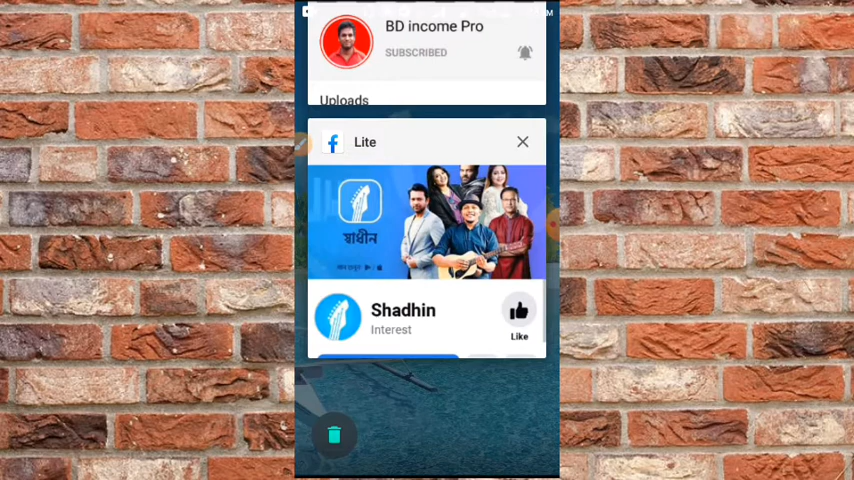 M
BD income Pro
SUBSCRIBED
Uploads
Lite
স্বাধীন
Shadhin
Interest
Like